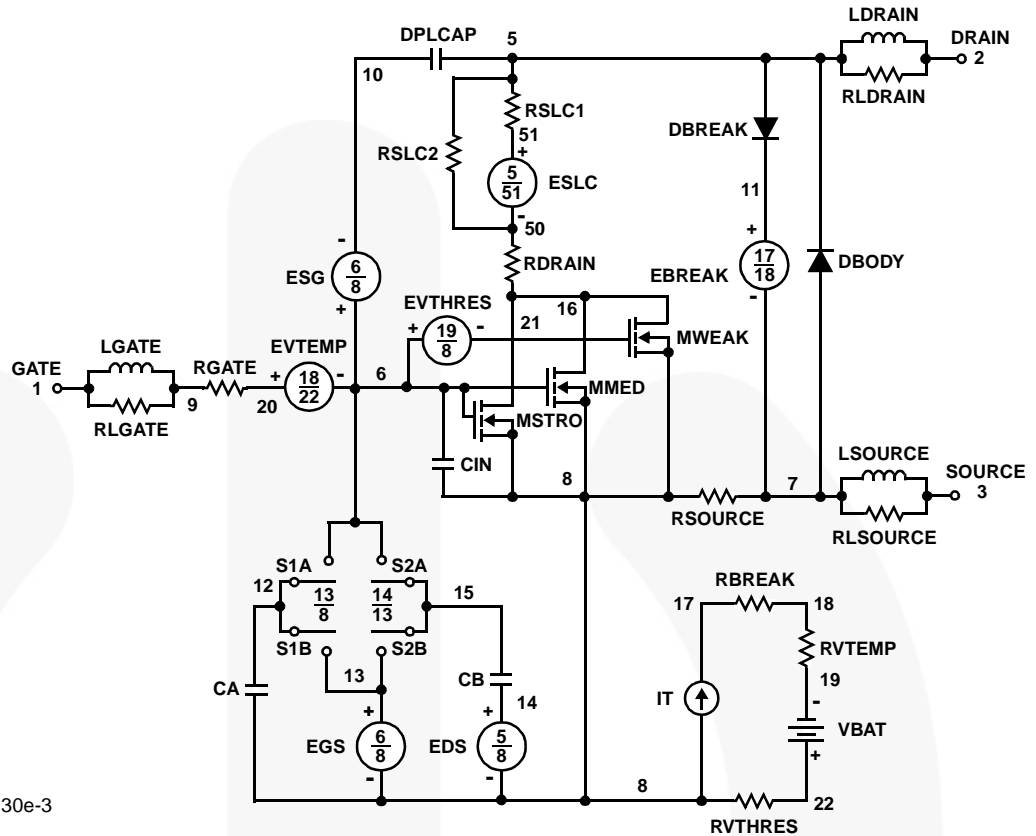 LDRAIN
DPLCAP 5 DRAIN
10 2
RLDRAIN
RSLC1
DBREAK
51
+
RSLC2
5
51
ESLC
11
-
50
- +
RDRAIN
17
18
EBREAK DBODY
6
8
ESG
EVTHRES 16
+ -
+ 19
8
- 21
MWEAK
LGATE EVTEMP
GATE RGATE + 18
22
- 6 MMED
1
9 20
MSTRO
RLGATE
LSOURCE
CIN 8 7 SOURCE
3
RSOURCE
RLSOURCE
S1A S2A
12 13
8
14
13
15
RBREAK
17 18
S1B S2B
RVTEMP
13 CB
CA 19
14 IT -
+ +
VBAT
EGS 6
8
EDS 5
8
+
- - 8
22
RVTHRES
30e-3